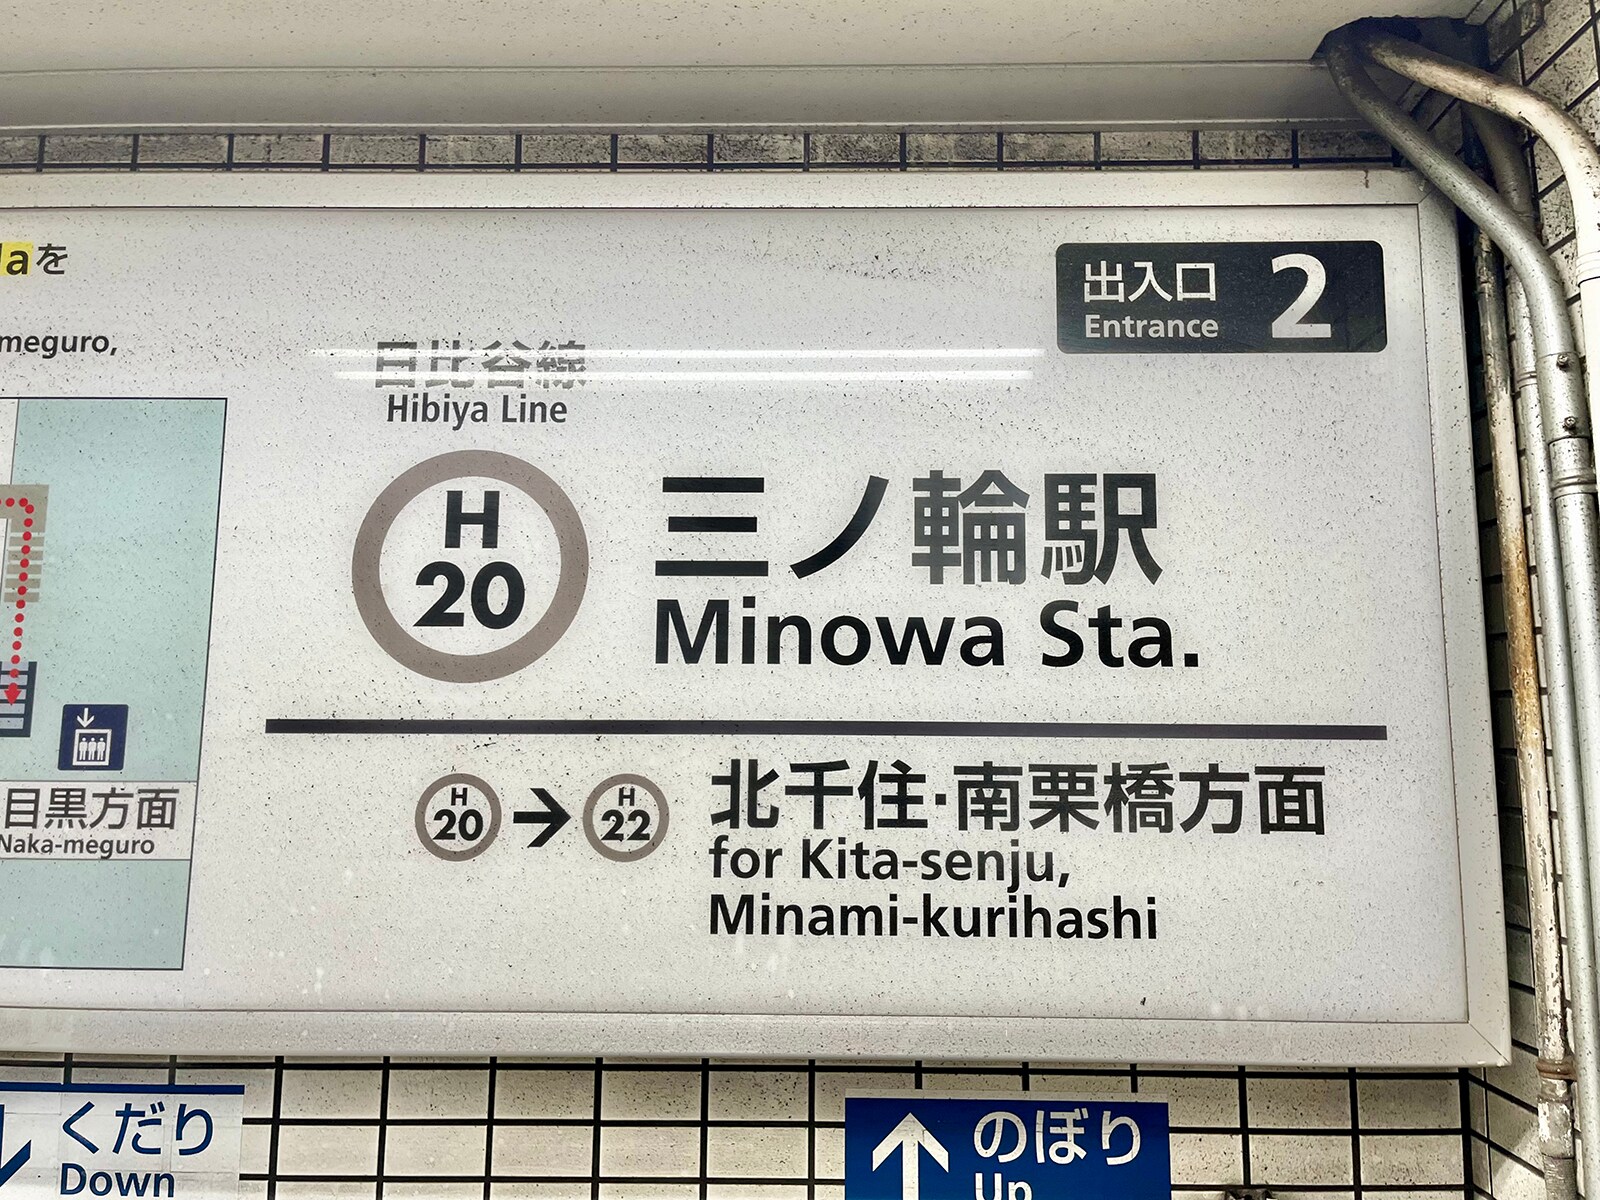 aを
meguro,
出入口
Entrance
2
日比谷線
Hibiya Line
H
20
三ノ輪駅
Minowa Sta.
H
20
→
H
22
北千住・南栗橋方面
for Kita-senju,
Minami-kurihashi
目黒方面
Naka-meguro
くだり
Down
↑
のぼり
Up